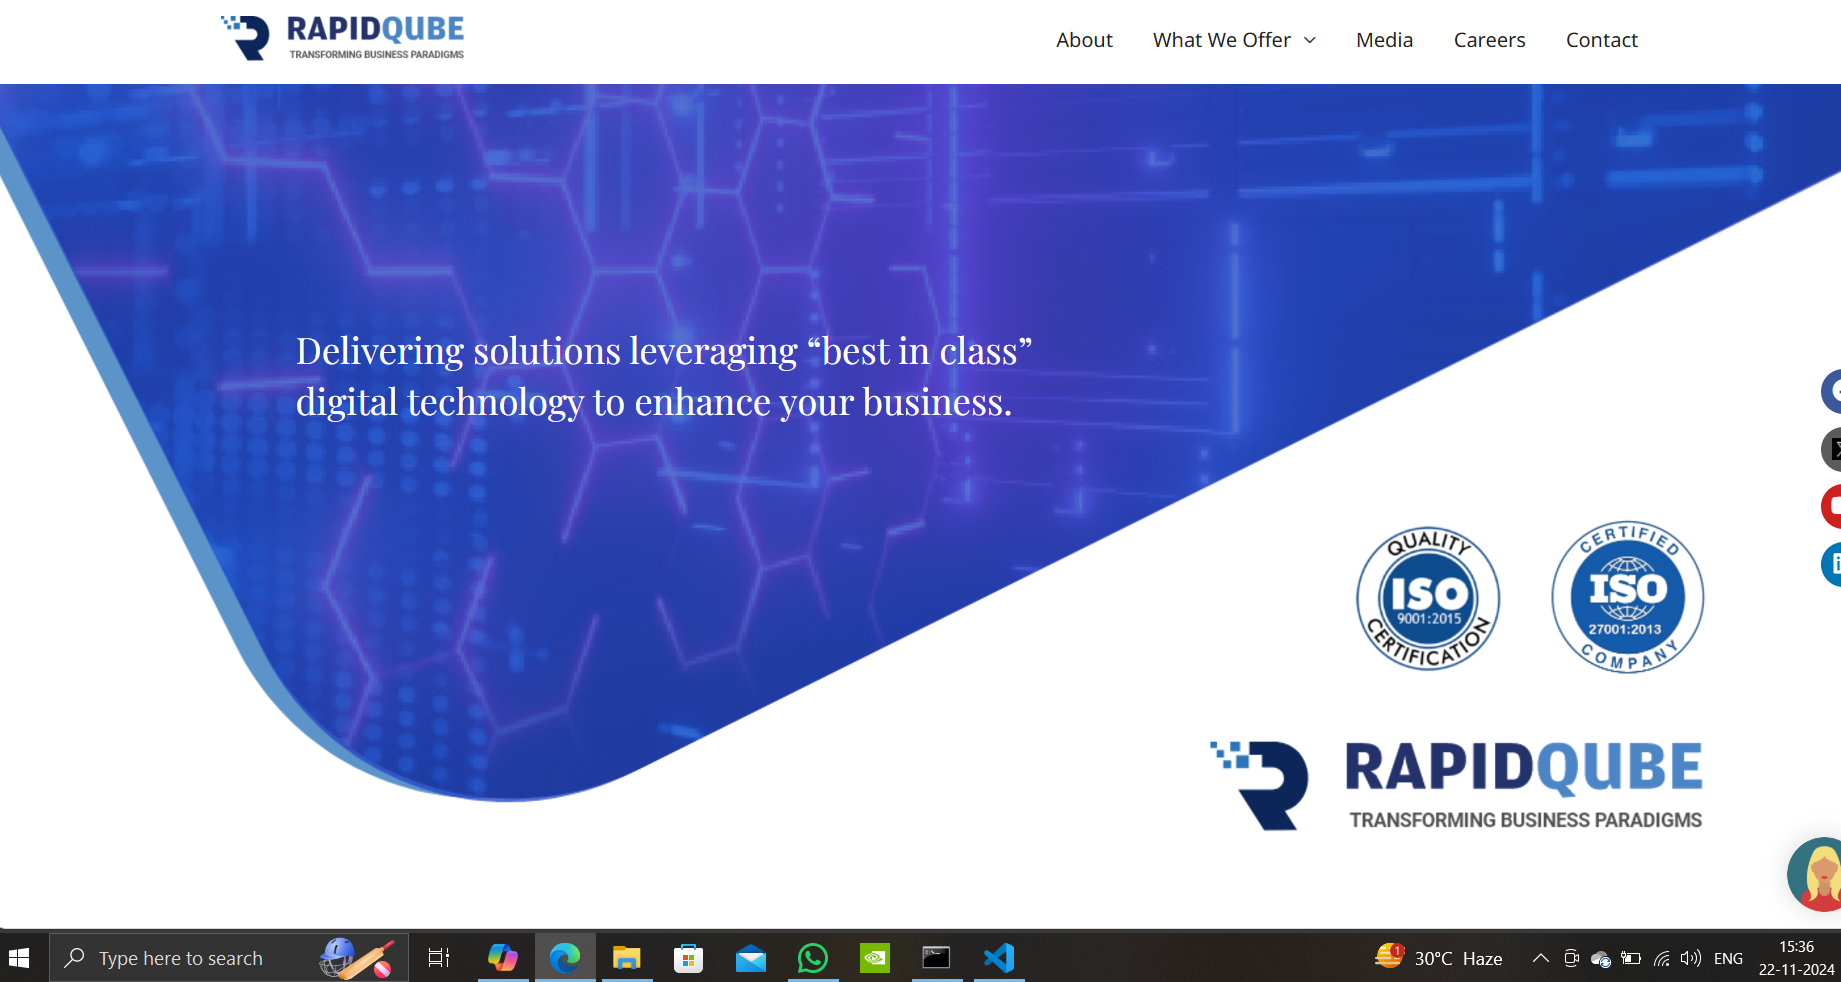 RAPIDQUBE
TRANSFORMING BUSINESS PARADIGMS
About
What We Offer
Media
Careers
Contact
Delivering solutions leveraging “best in class”
digital technology to enhance your business.
QUALITY
ISO
9001:2015
CERTIFICATION
CERTIFIED
ISO
27001:2013
COMPANY
RAPIDQUBE
TRANSFORMING BUSINESS PARADIGMS
Type here to search
1
30°C Haze
ENG
15:36
22-11-2024